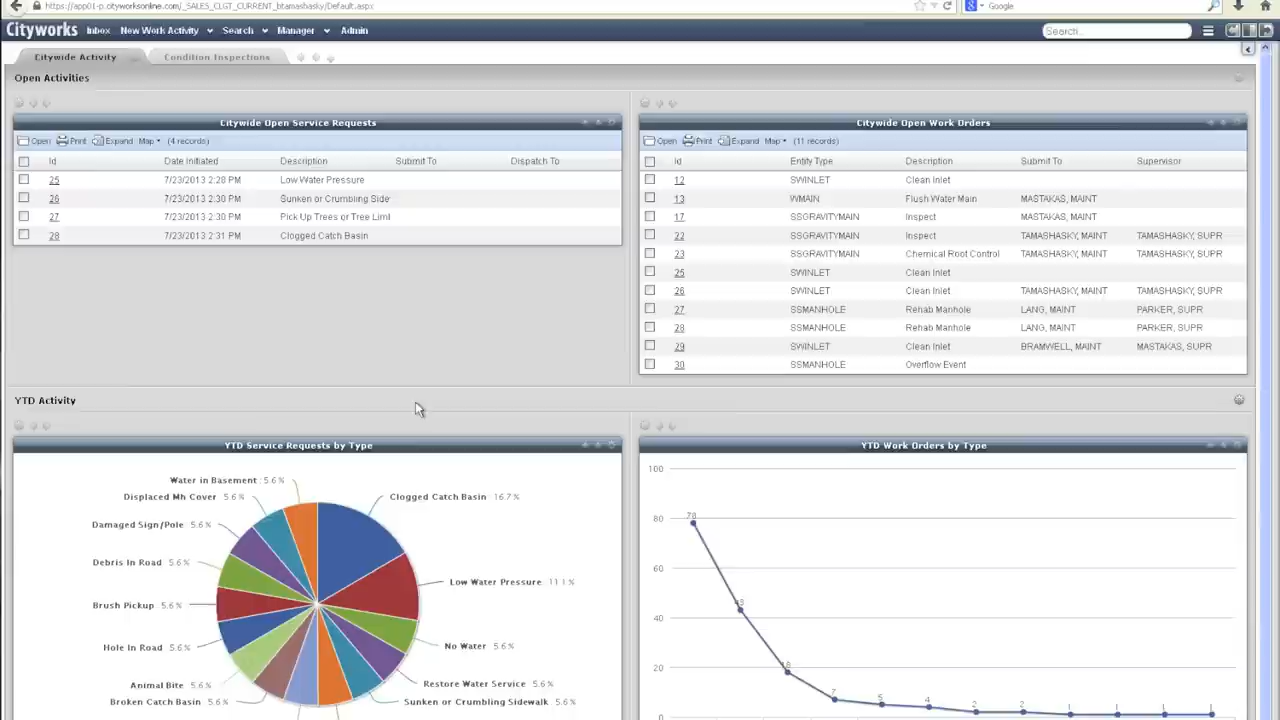 https://app01-p.cityworksonline.com/_SALES_CLGT_CURRENT_btamashasky/Default.aspx
Google
Cityworks Inbox New Work Activity Search Manager Admin Search...
Citywide Activity Condition Inspections
Open Activities
Citywide Open Service Requests
Open Print Expand Map (4 records)
Id Date Initiated Description Submit To Dispatch To
25 7/23/2013 2:28 PM Low Water Pressure
26 7/23/2013 2:30 PM Sunken or Crumbling Side
27 7/23/2013 2:30 PM Pick Up Trees or Tree Limi
28 7/23/2013 2:31 PM Clogged Catch Basin
Citywide Open Work Orders
Open Print Expand Map (11 records)
Id Entity Type Description Submit To Supervisor
12 SWINLET Clean Inlet
13 WMAIN Flush Water Main MASTAKAS, MAINT
17 SSGRAVITYMAIN Inspect MASTAKAS, MAINT
22 SSGRAVITYMAIN Inspect TAMASHASKY, MAINT TAMASHASKY, SUPR
23 SSGRAVITYMAIN Chemical Root Control TAMASHASKY, MAINT TAMASHASKY, SUPR
25 SWINLET Clean Inlet
26 SWINLET Clean Inlet TAMASHASKY, MAINT TAMASHASKY, SUPR
27 SSMANHOLE Rehab Manhole LANG, MAINT PARKER, SUPR
28 SSMANHOLE Rehab Manhole LANG, MAINT PARKER, SUPR
29 SWINLET Clean Inlet BRAMWELL, MAINT MASTAKAS, SUPR
30 SSMANHOLE Overflow Event
YTD Activity
YTD Service Requests by Type
Water in Basement : 5.6 %
Displaced Mh Cover 5.6 %
Clogged Catch Basin 16.7 %
Damaged Sign/Pole 5.6 %
Debris In Road 5.6 %
Low Water Pressure 11.1 %
Brush Pickup 5.6 %
Hole In Road 5.6 %
No Water 5.6 %
Animal Bite 5.6 %
Restore Water Service 5.6 %
Broken Catch Basin 5.6 %
Sunken or Crumbling Sidewalk 5.6 %
YTD Work Orders by Type
100
80
60
40
20
0
78
18
7
5
4
2
2
1
1
1
1